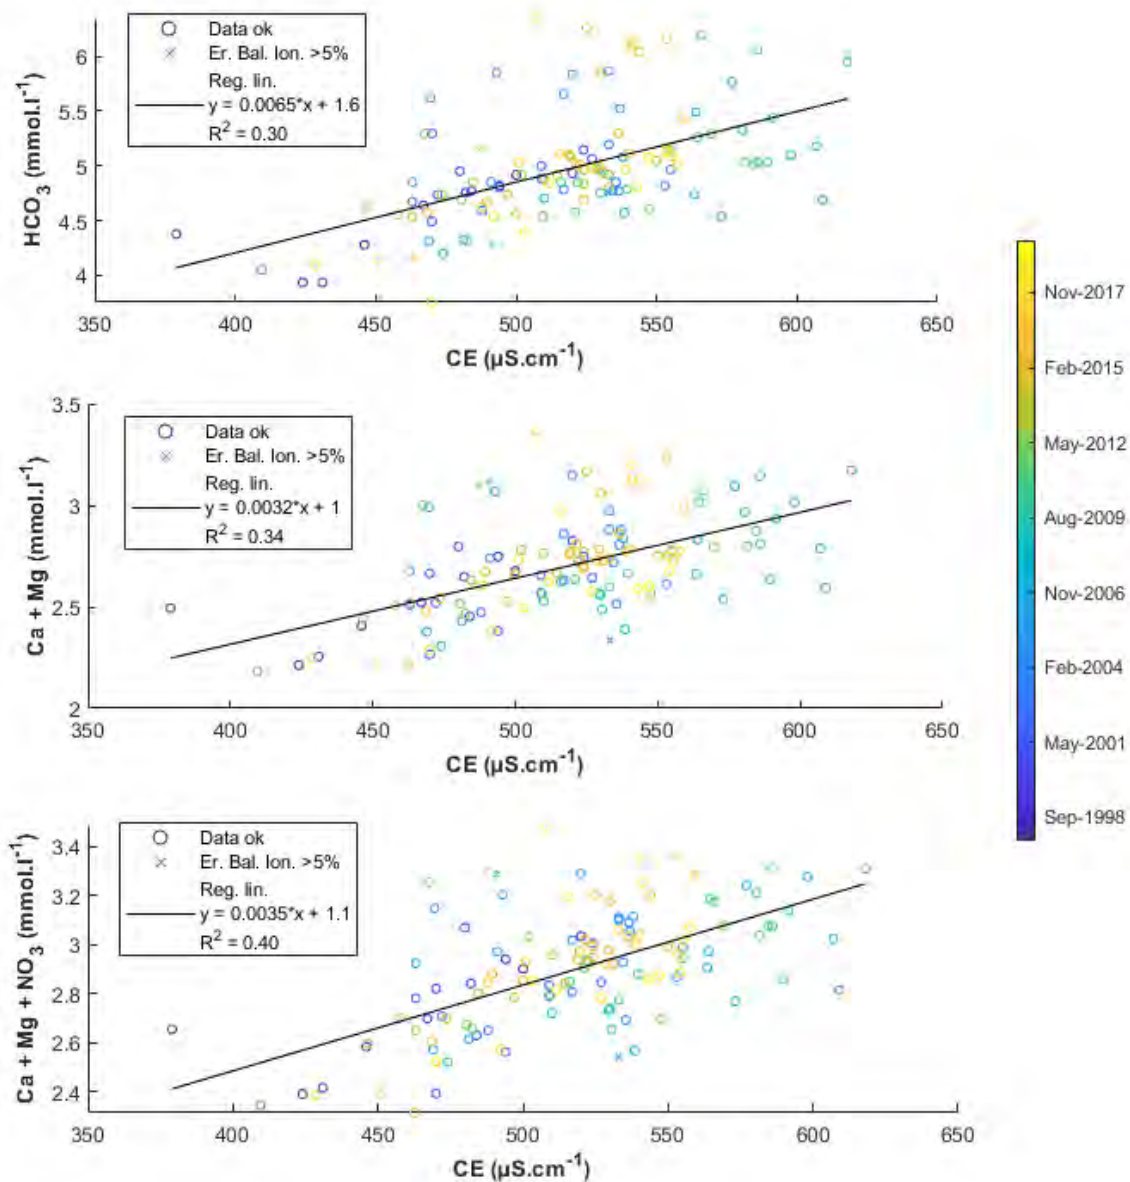 Data ok
Er. Bal. Ion. >5%
Reg. lin.
y = 0.0065*x + 1.6
R² = 0.30
6
5.5
5
4.5
4
HCO₃ (mmol.l⁻¹)
350 400 450 500 550 600 650
CE (µS.cm⁻¹)
Data ok
Er. Bal. Ion. >5%
Reg. lin.
y = 0.0032*x + 1
R² = 0.34
3.5
3
2.5
2
Ca + Mg (mmol.l⁻¹)
350 400 450 500 550 600 650
CE (µS.cm⁻¹)
Data ok
Er. Bal. Ion. >5%
Reg. lin.
y = 0.0035*x + 1.1
R² = 0.40
3.4
3.2
3
2.8
2.6
2.4
Ca + Mg + NO₃ (mmol.l⁻¹)
350 400 450 500 550 600 650
CE (µS.cm⁻¹)
Nov-2017
Feb-2015
May-2012
Aug-2009
Nov-2006
Feb-2004
May-2001
Sep-1998